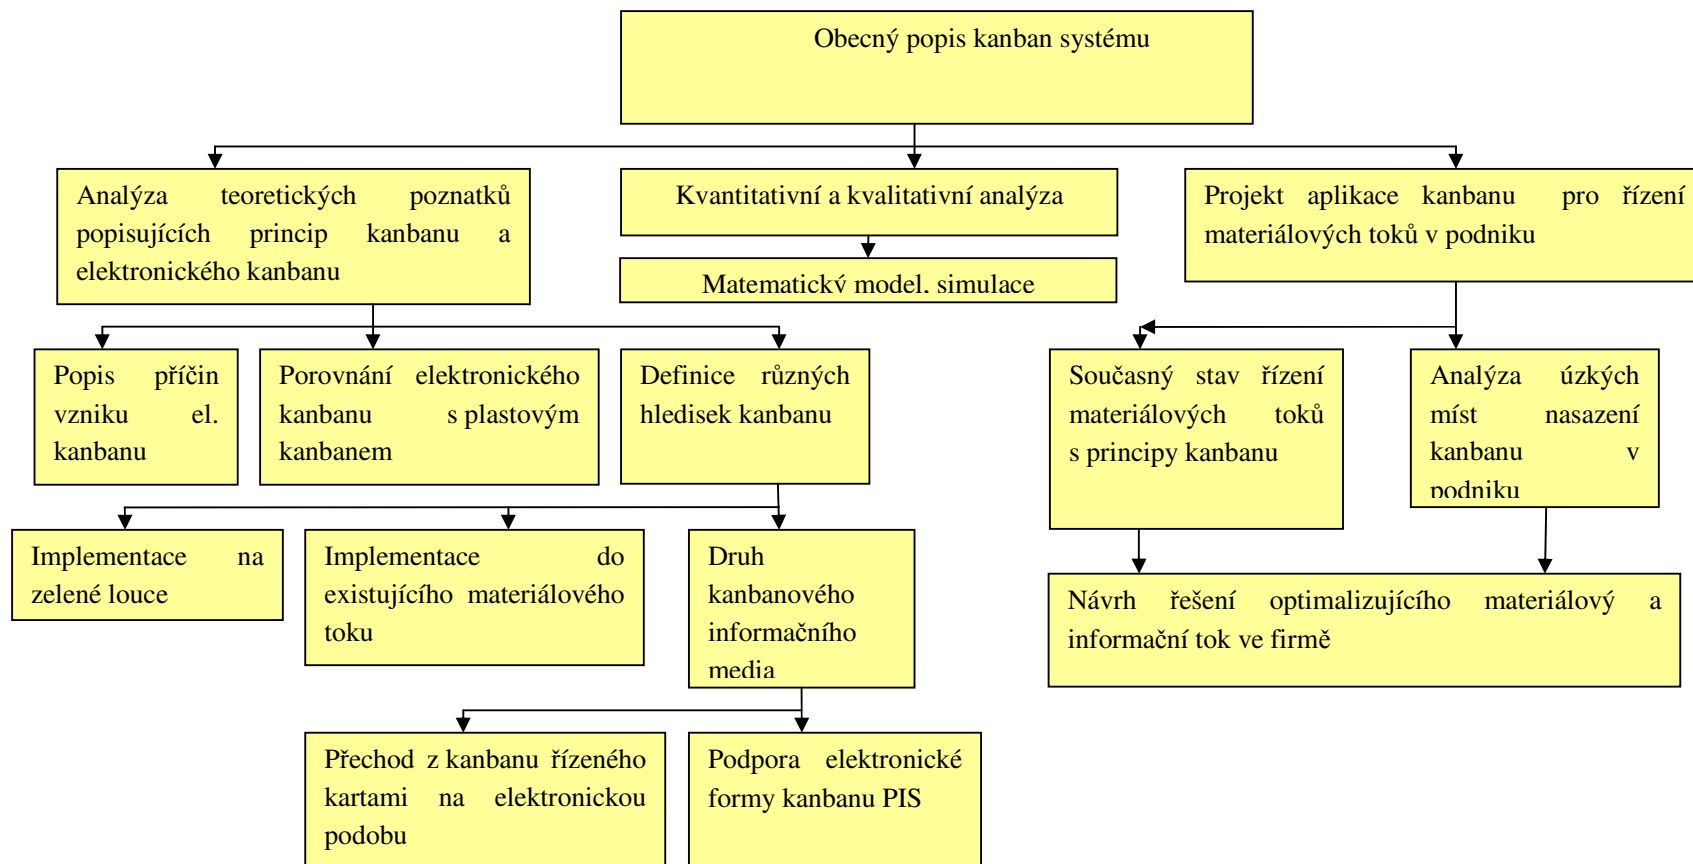 Obecný popis kanban systému
Analýza teoretických poznatků
popisujících princip kanbanu a
elektronického kanbanu
Kvantitativní a kvalitativní analýza
Projekt aplikace kanbanu pro řízení
materiálových toků v podniku
Matematický model, simulace
Popis příčin
vzniku el.
kanbanu
Porovnání elektronického
kanbanu s plastovým
kanbanem
Definice různých
hledisek kanbanu
Současný stav řízení
materiálových toků
s principy kanbanu
Analýza úzkých
míst nasazení
kanbanu v
podniku
Implementace na
zelené louce
Implementace do
existujícího materiálového
toku
Druh
kanbanového
informačního
media
Návrh řešení optimalizujícího materiálový a
informační tok ve firmě
Přechod z kanbanu řízeného
kartami na elektronickou
podobu
Podpora elektronické
formy kanbanu PIS